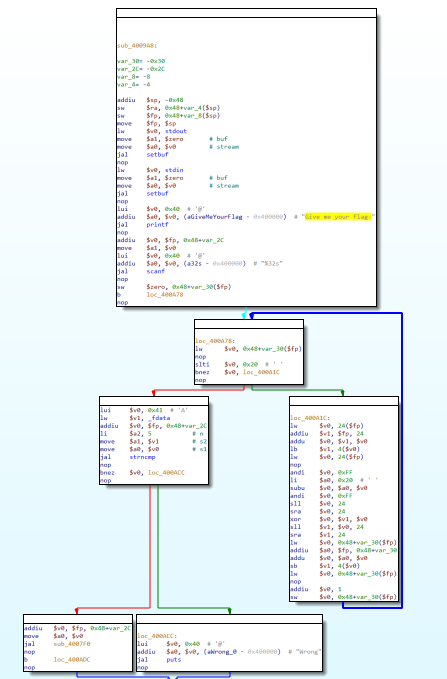 sub_4009A8:
var_30= -0x30
var_2C= -0x2C
var_8= -8
var_4= -4
addiu $sp, -0x48
sw $ra, 0x48+var_4($sp)
sw $fp, 0x48+var_8($sp)
move $fp, $sp
lw $v0, stdout
move $a1, $zero # buf
move $a0, $v0 # stream
jal setbuf
nop
lw $v0, stdin
move $a1, $zero # buf
move $a0, $v0 # stream
jal setbuf
nop
lui $v0, 0x40 # '@'
addiu $a0, $v0, (aGiveMeYourFlag - 0x400000) # "Give me your flag:"
jal printf
nop
addiu $v0, $fp, 0x48+var_2C
move $a1, $v0
lui $v0, 0x40 # '@'
addiu $a0, $v0, (a32s - 0x400000) # "%32s"
jal scanf
nop
sw $zero, 0x48+var_30($fp)
b loc_400A78
nop
loc_400A78:
lw $v0, 0x48+var_30($fp)
nop
slti $v0, 0x20 # ' '
bnez $v0, loc_400A1C
nop
lui $v0, 0x41 # 'A'
lw $v1, _fdata
addiu $v0, $fp, 0x48+var_2C
li $a2, 5 # n
move $a1, $v1 # s2
move $a0, $v0 # s1
jal strncmp
nop
bnez $v0, loc_400ACC
nop
loc_400A1C:
lw $v0, 24($fp)
addiu $v1, $fp, 24
addu $v0, $v1, $v0
lb $v1, 4($v0)
lw $v0, 24($fp)
nop
andi $v0, 0xFF
li $a0, 0x20 # ' '
subu $v0, $a0, $v0
andi $v0, 0xFF
sll $v0, 24
sra $v0, 24
xor $v0, $v1, $v0
sll $v1, $v0, 24
sra $v1, 24
lw $v0, 0x48+var_30($fp)
addiu $a0, $fp, 0x48+var_30
addu $v0, $a0, $v0
sb $v1, 4($v0)
lw $v0, 0x48+var_30($fp)
nop
addiu $v0, 1
sw $v0, 0x48+var_30($fp)
addiu $v0, $fp, 0x48+var_2C
move $a0, $v0
jal sub_4007F0
nop
b loc_400ADC
nop
loc_400ACC:
lui $v0, 0x40 # '@'
addiu $a0, $v0, (aWrong_0 - 0x400000) # "Wrong"
jal puts
nop